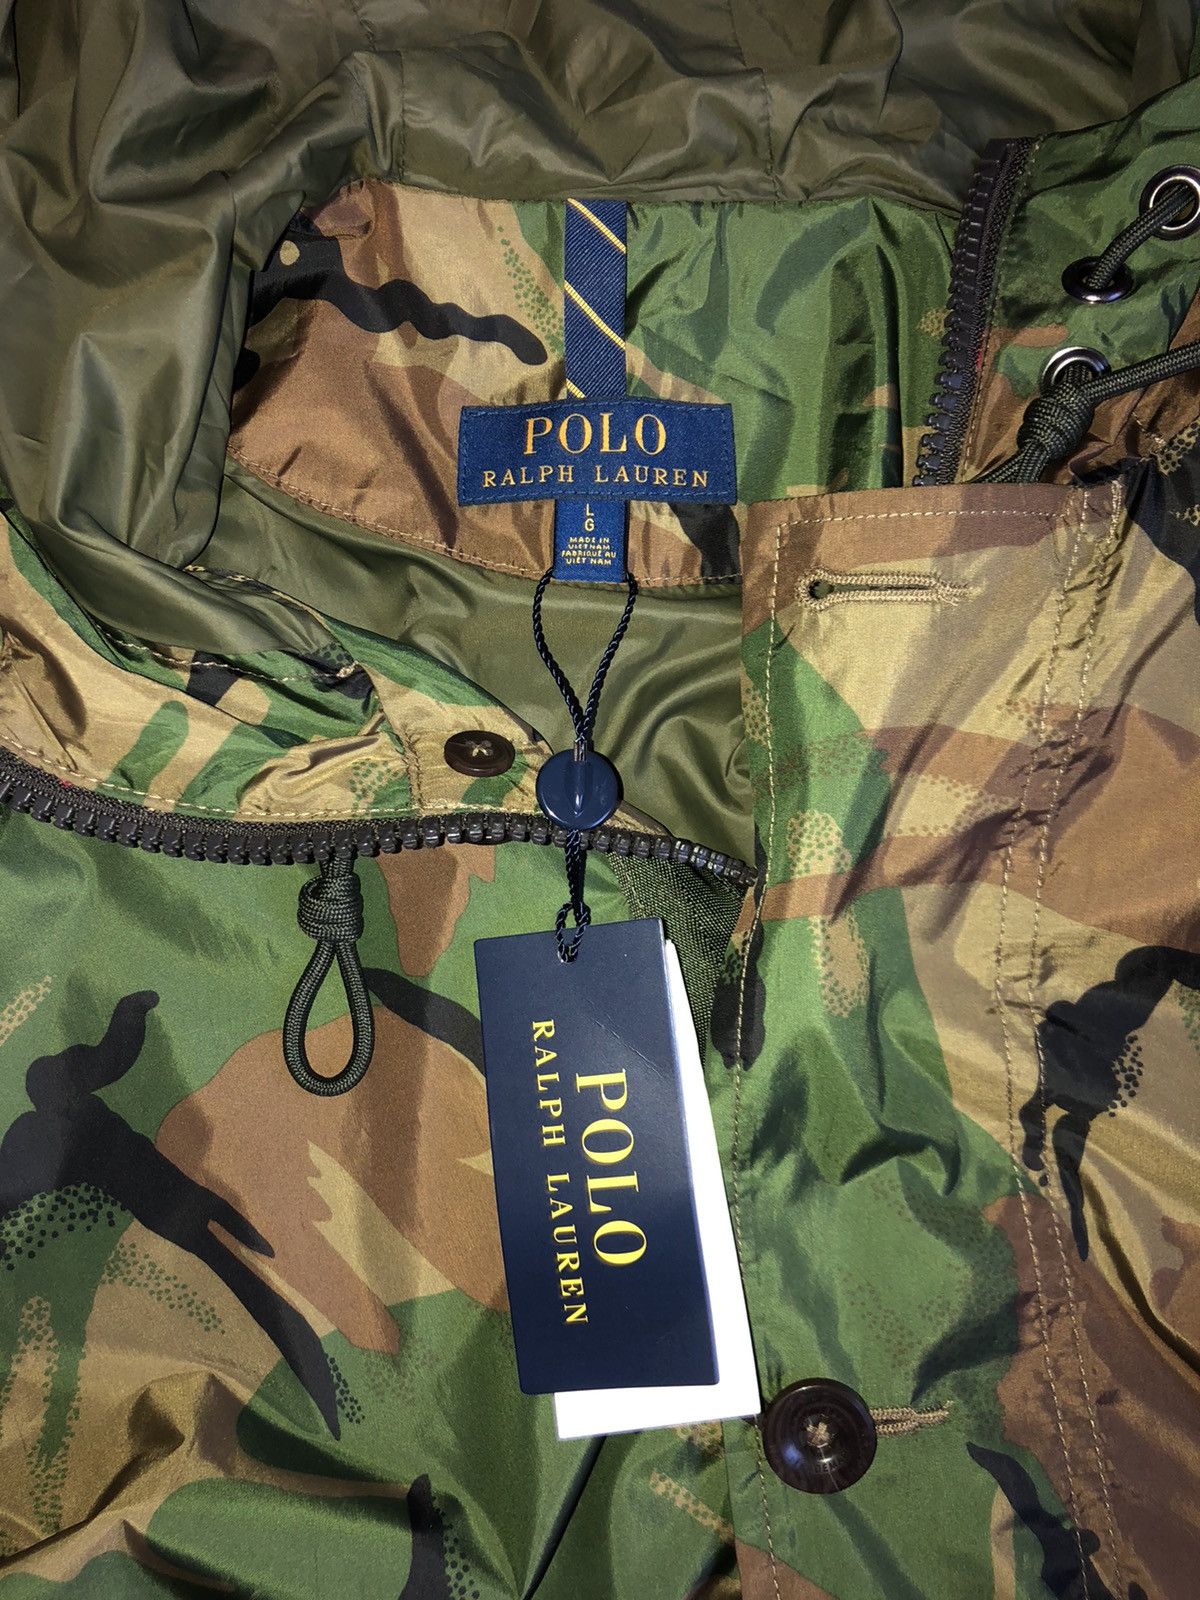 POLO
RALPH LAUREN
L
G
MADE IN
VIETNAM
FABRIQUÉ AU
VIÊT NAM
POLO
RALPH LAUREN